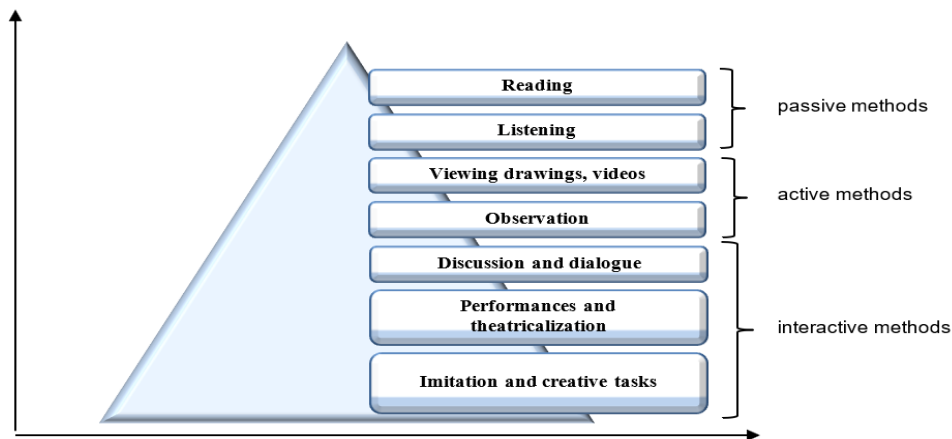 Reading
passive methods
Listening
Viewing drawings, videos
active methods
Observation
Discussion and dialogue
Performances and
theatricalization
interactive methods
Imitation and creative tasks